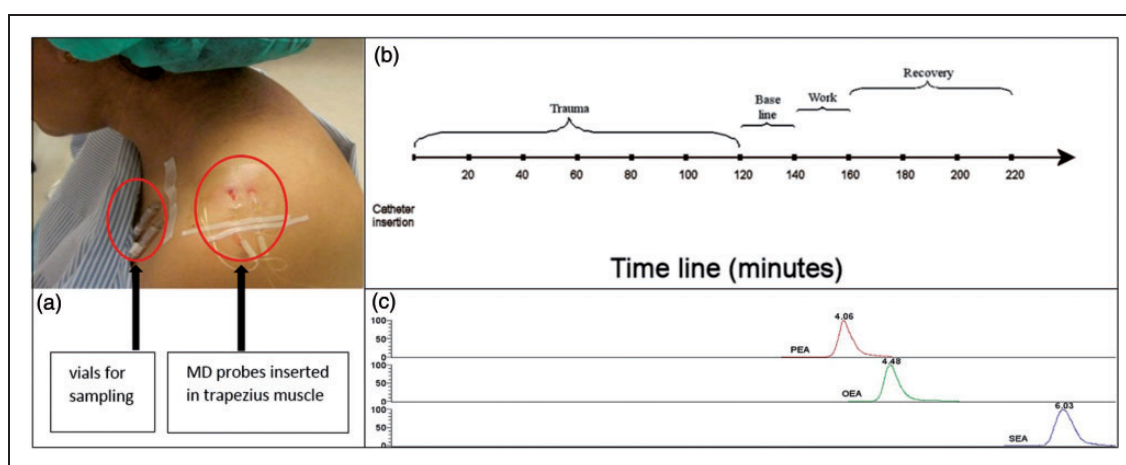 (a)
vials for
sampling
MD probes inserted
in trapezius muscle
(b)
Trauma
Base
line
Work
Recovery
20 40 60 80 100 120 140 160 180 200 220
Catheter
insertion
Time line (minutes)
(c)
100
50
0
PEA
4.06
100
50
0
OEA
4.48
100
50
0
SEA
6.03